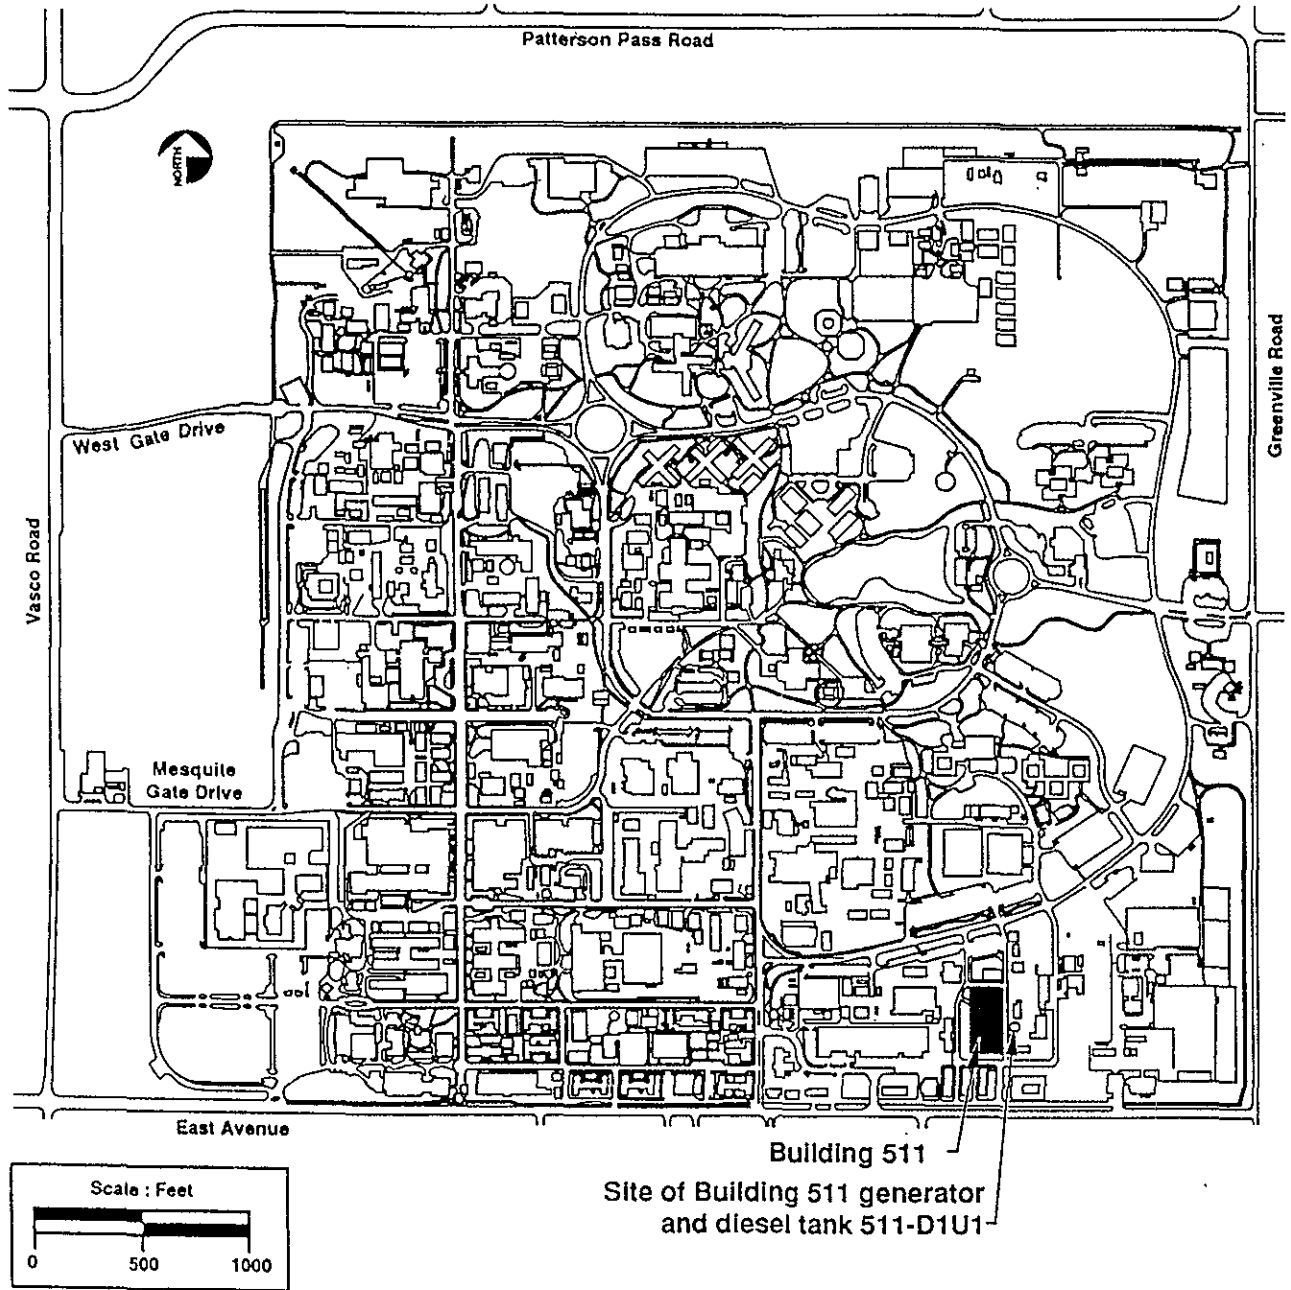 Patterson Pass Road
NORTH
West Gate Drive
Greenville Road
Vasco Road
Mesquite
Gate Drive
East Avenue
Building 511
Site of Building 511 generator
and diesel tank 511-D1U1
Scale : Feet
0 500 1000